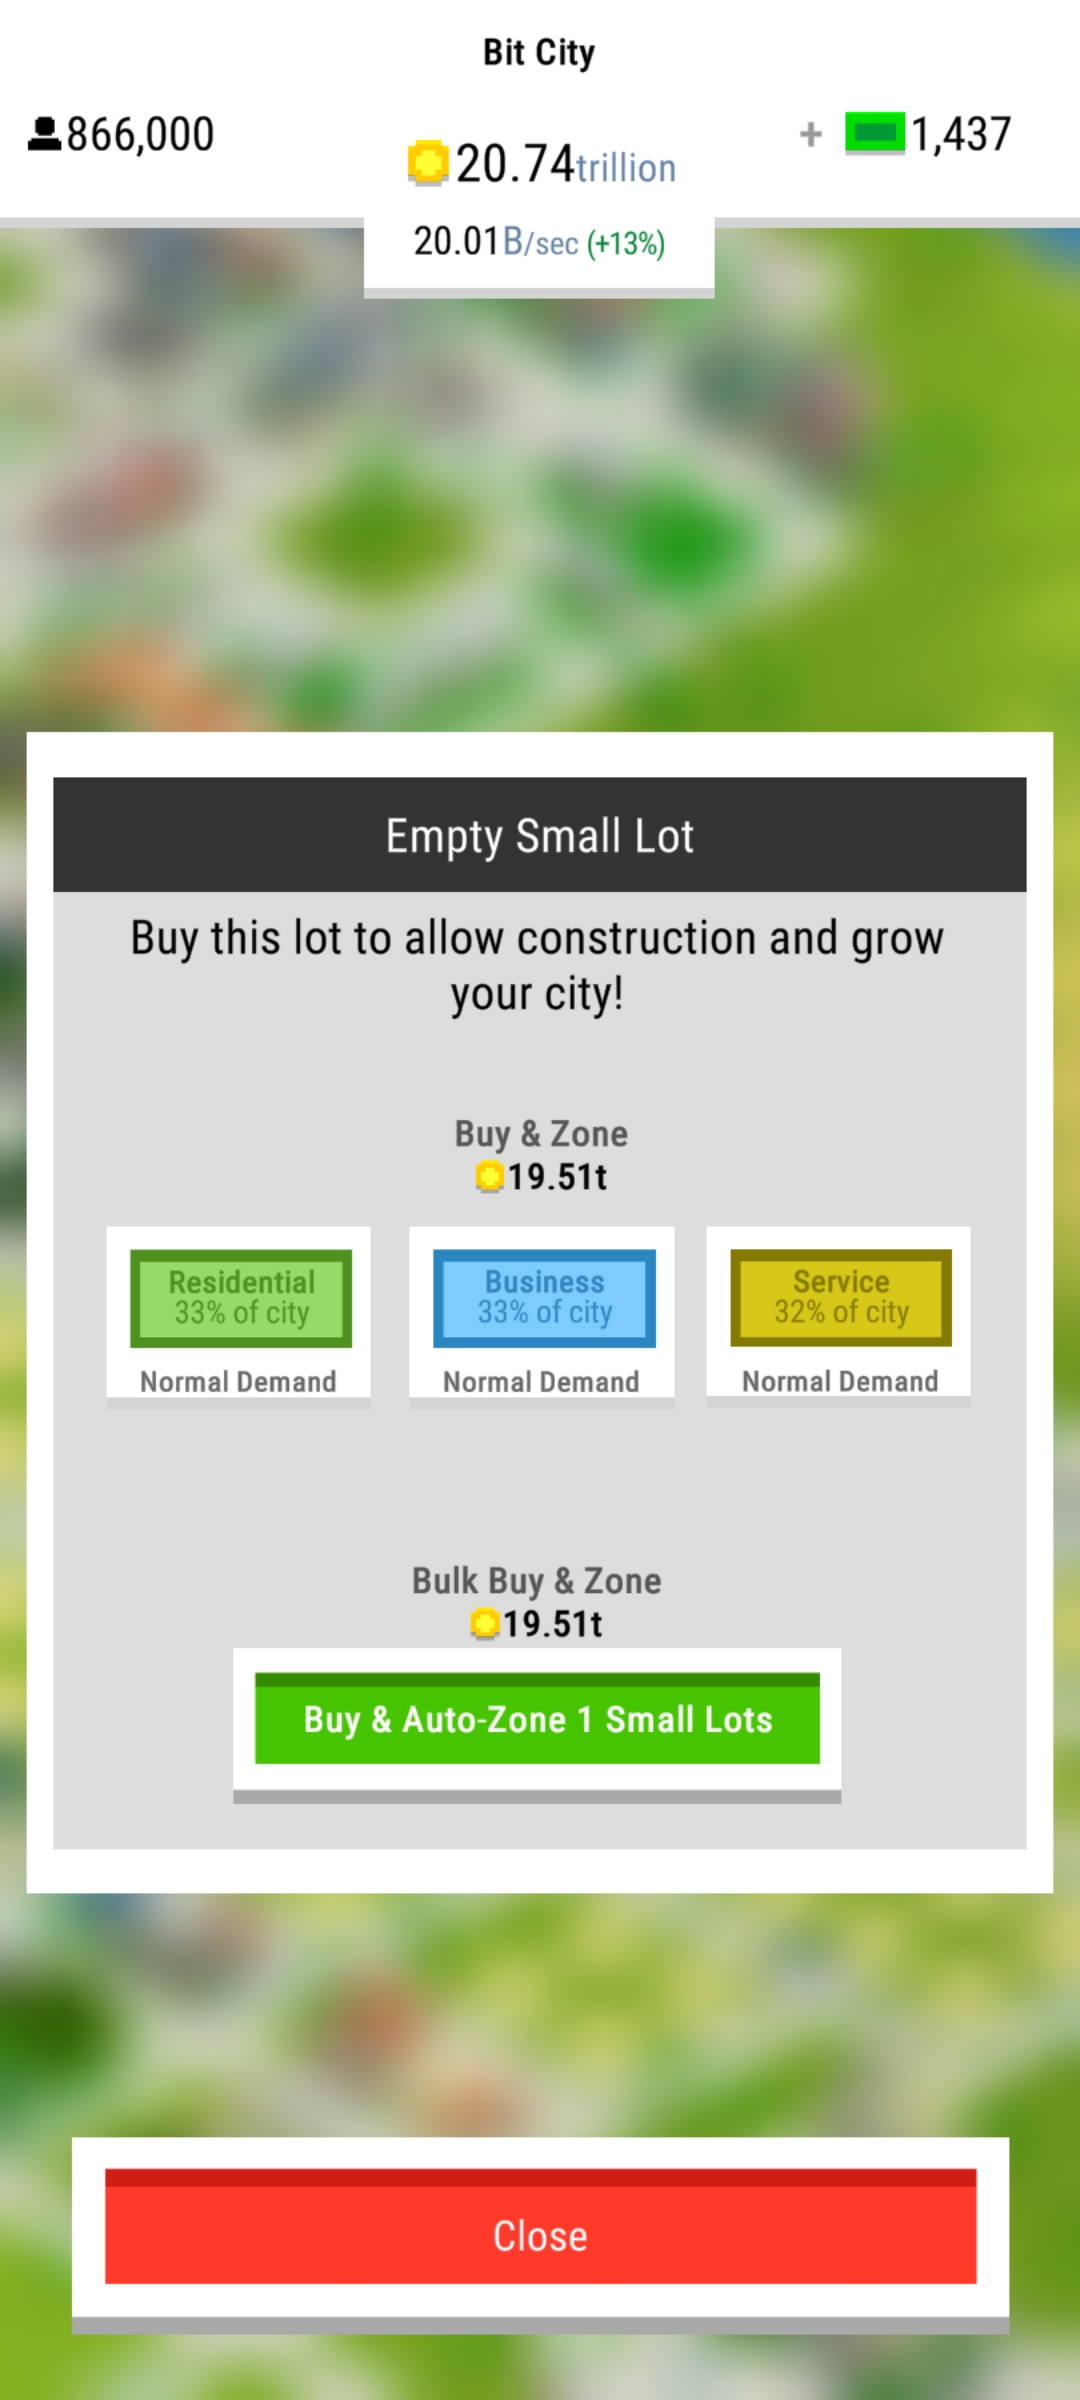 Bit City
866,000
20.74trillion
+ 1,437
20.01B/sec (+13%)
Empty Small Lot
Buy this lot to allow construction and grow
your city!
Buy & Zone
19.51t
Residential
33% of city
Normal Demand
Business
33% of city
Normal Demand
Service
32% of city
Normal Demand
Bulk Buy & Zone
19.51t
Buy & Auto-Zone 1 Small Lots
Close